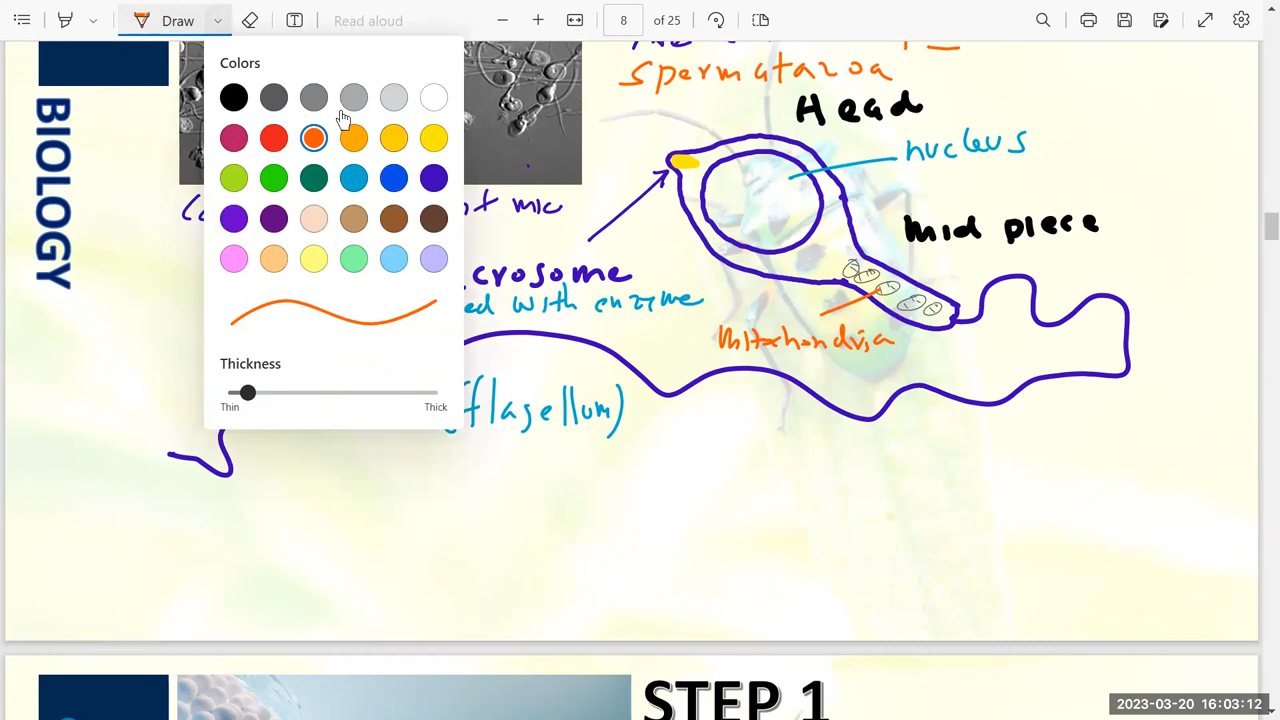 Draw
Read aloud
8 of 25
Colors
Thickness
Thin Thick
BIOLOGY
spermatazoa
Head
nucleus
mic
Mid piece
crosome
ed with enzyme
Mitochondria
(flagellum)
STEP 1
2023-03-20 16:03:12